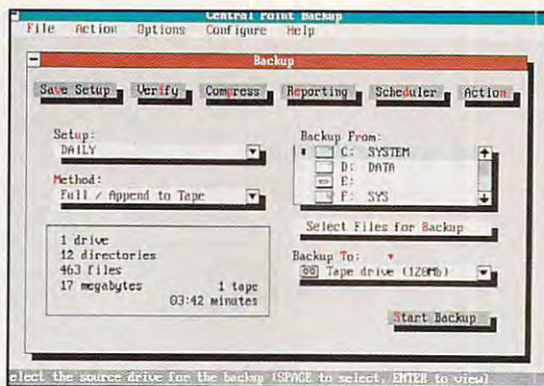 Central Point Backup
File Action Options Configure Help
Backup
Save Setup Verify Compress Reporting Scheduler Action
Setup:
DAILY
Method:
Full / Append to Tape
1 drive
12 directories
463 files
17 megabytes 1 tape
03:42 minutes
Backup From:
C: SYSTEM
D: DATA
E:
F: SYS
Select Files for Backup
Backup To:
Tape drive (120Mb)
Start Backup
elect the source drive for the backup (SPACE to select, ENTER to view)